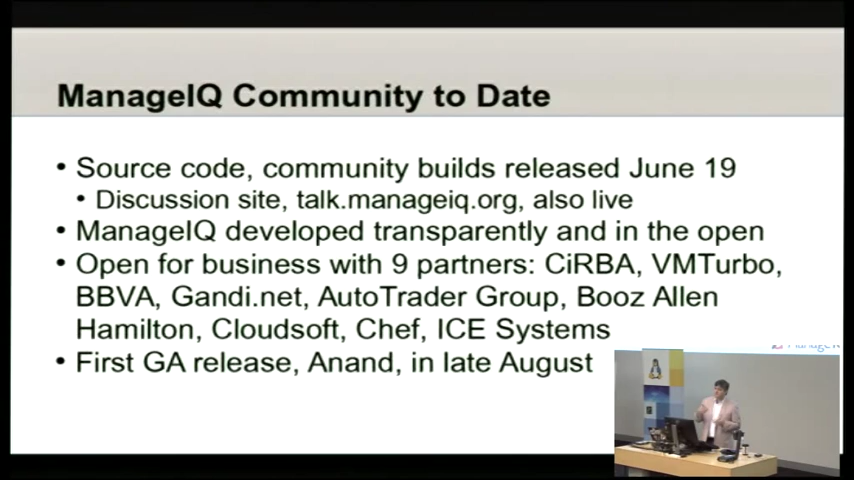 ManageIQ Community to Date
• Source code, community builds released June 19
• Discussion site, talk.manageiq.org, also live
• ManageIQ developed transparently and in the open
• Open for business with 9 partners: CiRBA, VMTurbo,
BBVA, Gandi.net, AutoTrader Group, Booz Allen
Hamilton, Cloudsoft, Chef, ICE Systems
• First GA release, Anand, in late August